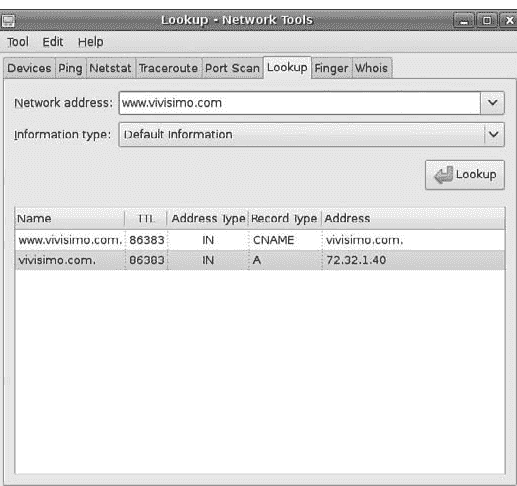 Lookup - Network Tools
Tool Edit Help
Devices Ping Netstat Traceroute Port Scan Lookup Finger Whois
Network address: www.vivisimo.com
Information type: Default Information
Lookup
Name TTL Address Type Record Type Address
www.vivisimo.com. 86383 IN CNAME vivisimo.com.
vivisimo.com. 86383 IN A 72.32.1.40